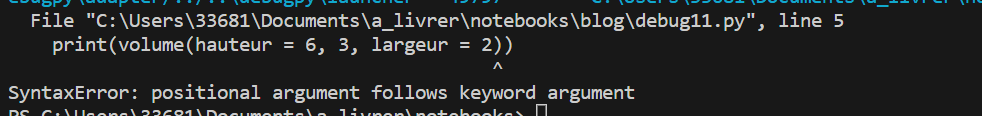 File "C:\Users\33681\Documents\a_livrer\notebooks\blog\debug11.py", line 5
print(volume(hauteur = 6, 3, largeur = 2))
^
SyntaxError: positional argument follows keyword argument
PS C:\Users\33681\Documents\a_livrer\notebooks>